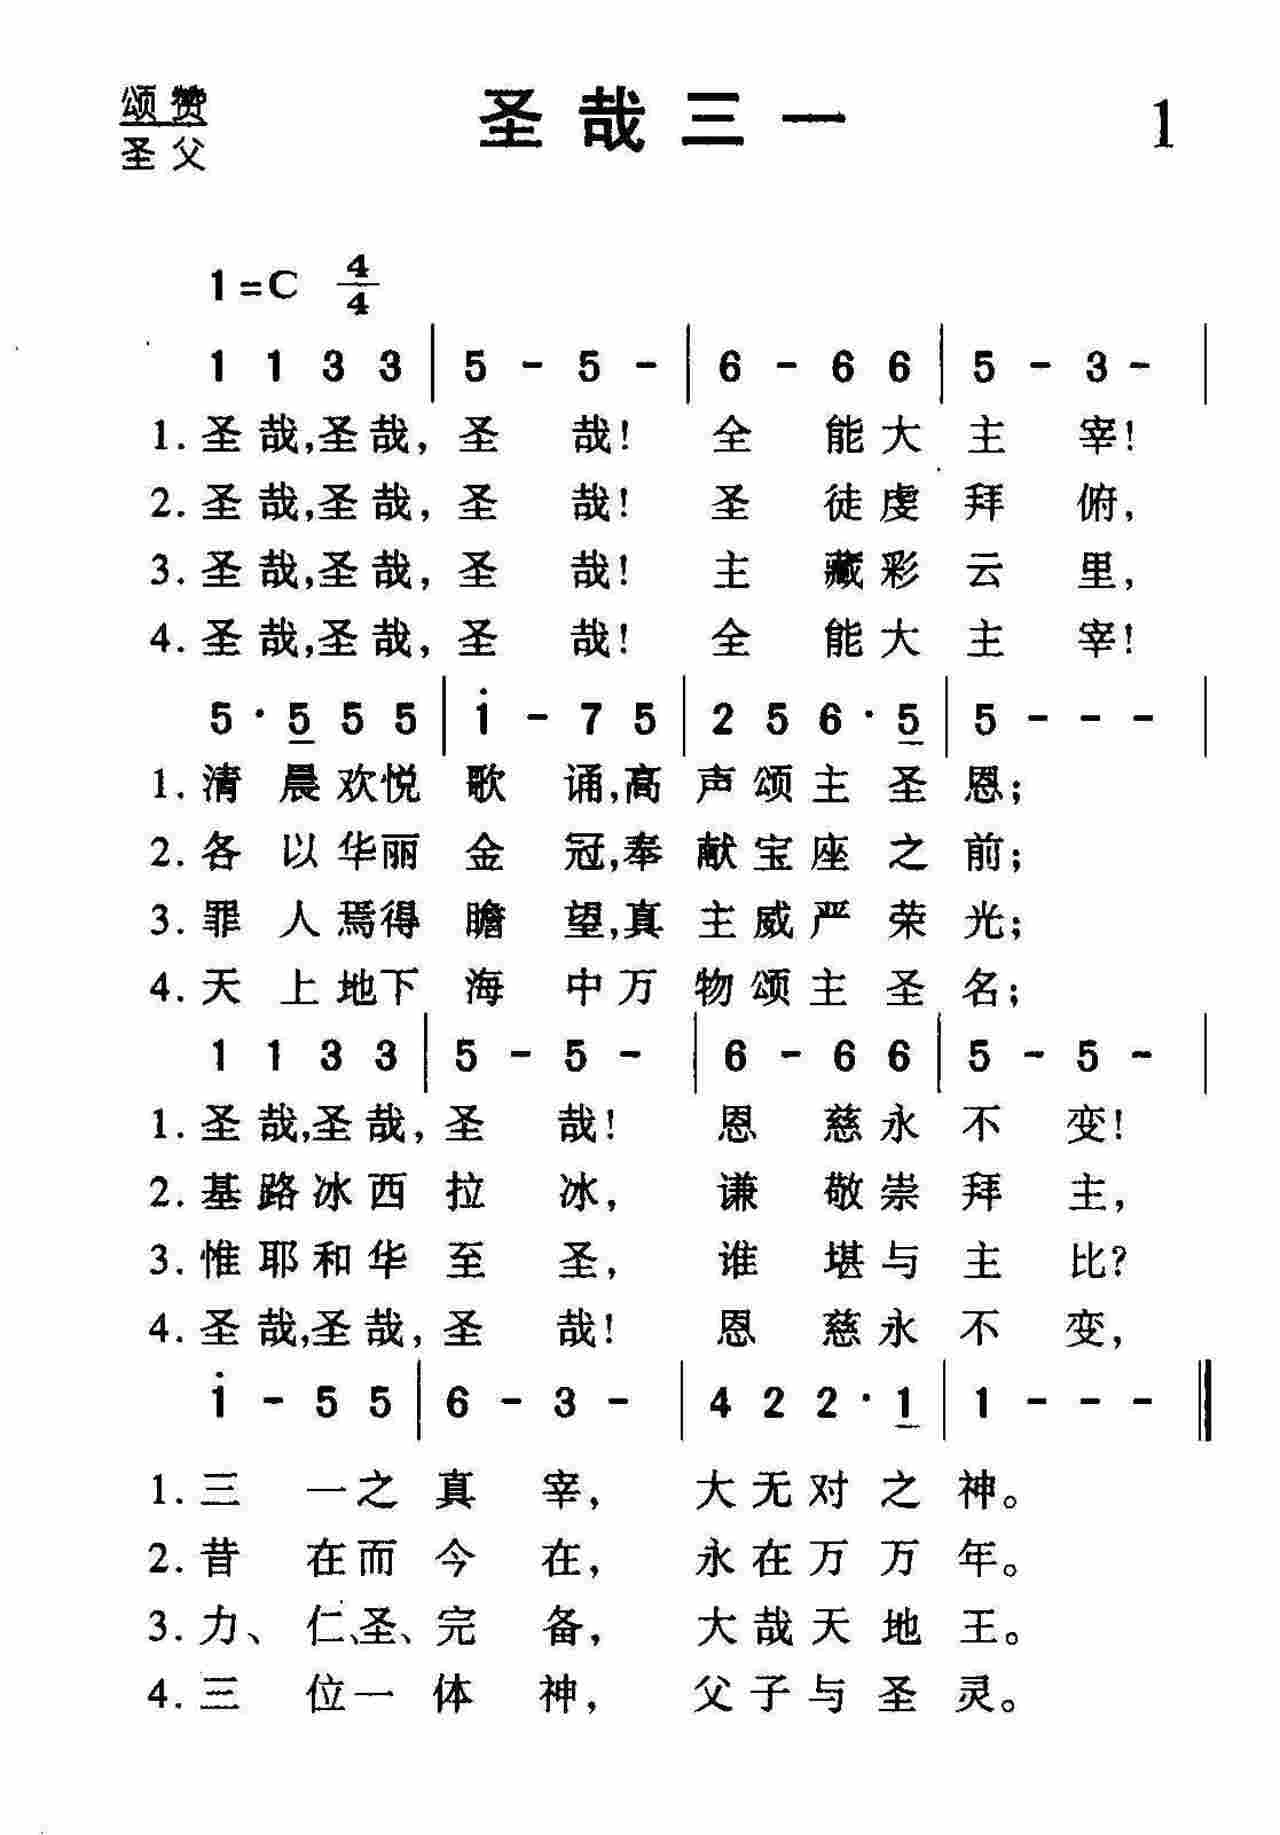 颂赞
圣父
圣哉三一
1
1=C 4/4
1 1 3 3 | 5 - 5 - | 6 - 6 6 | 5 - 3 - |
1. 圣哉,圣哉,圣哉! 全能大主宰!
2. 圣哉,圣哉,圣哉! 圣徒虔拜俯,
3. 圣哉,圣哉,圣哉! 主藏彩云里,
4. 圣哉,圣哉,圣哉! 全能大主宰!
5 · 5 5 5 | i - 7 5 | 2 5 6 · 5 | 5 - - - |
1. 清晨欢悦歌诵,高声颂主圣恩;
2. 各以华丽金冠,奉献宝座之前;
3. 罪人焉得瞻望,真主威严荣光;
4. 天上地下海中万物颂主圣名;
1 1 3 3 | 5 - 5 - | 6 - 6 6 | 5 - 5 - |
1. 圣哉,圣哉,圣哉! 恩慈永不变!
2. 基路冰西拉冰, 谦敬崇拜主,
3. 惟耶和华至圣, 谁堪与主比?
4. 圣哉,圣哉,圣哉! 恩慈永不变,
i - 5 5 | 6 - 3 - | 4 2 2 · 1 | 1 - - - ‖
1. 三一之真宰, 大无对之神。
2. 昔在而今在, 永在万万年。
3. 力、仁、圣、完备, 大哉天地王。
4. 三位一体神, 父子与圣灵。